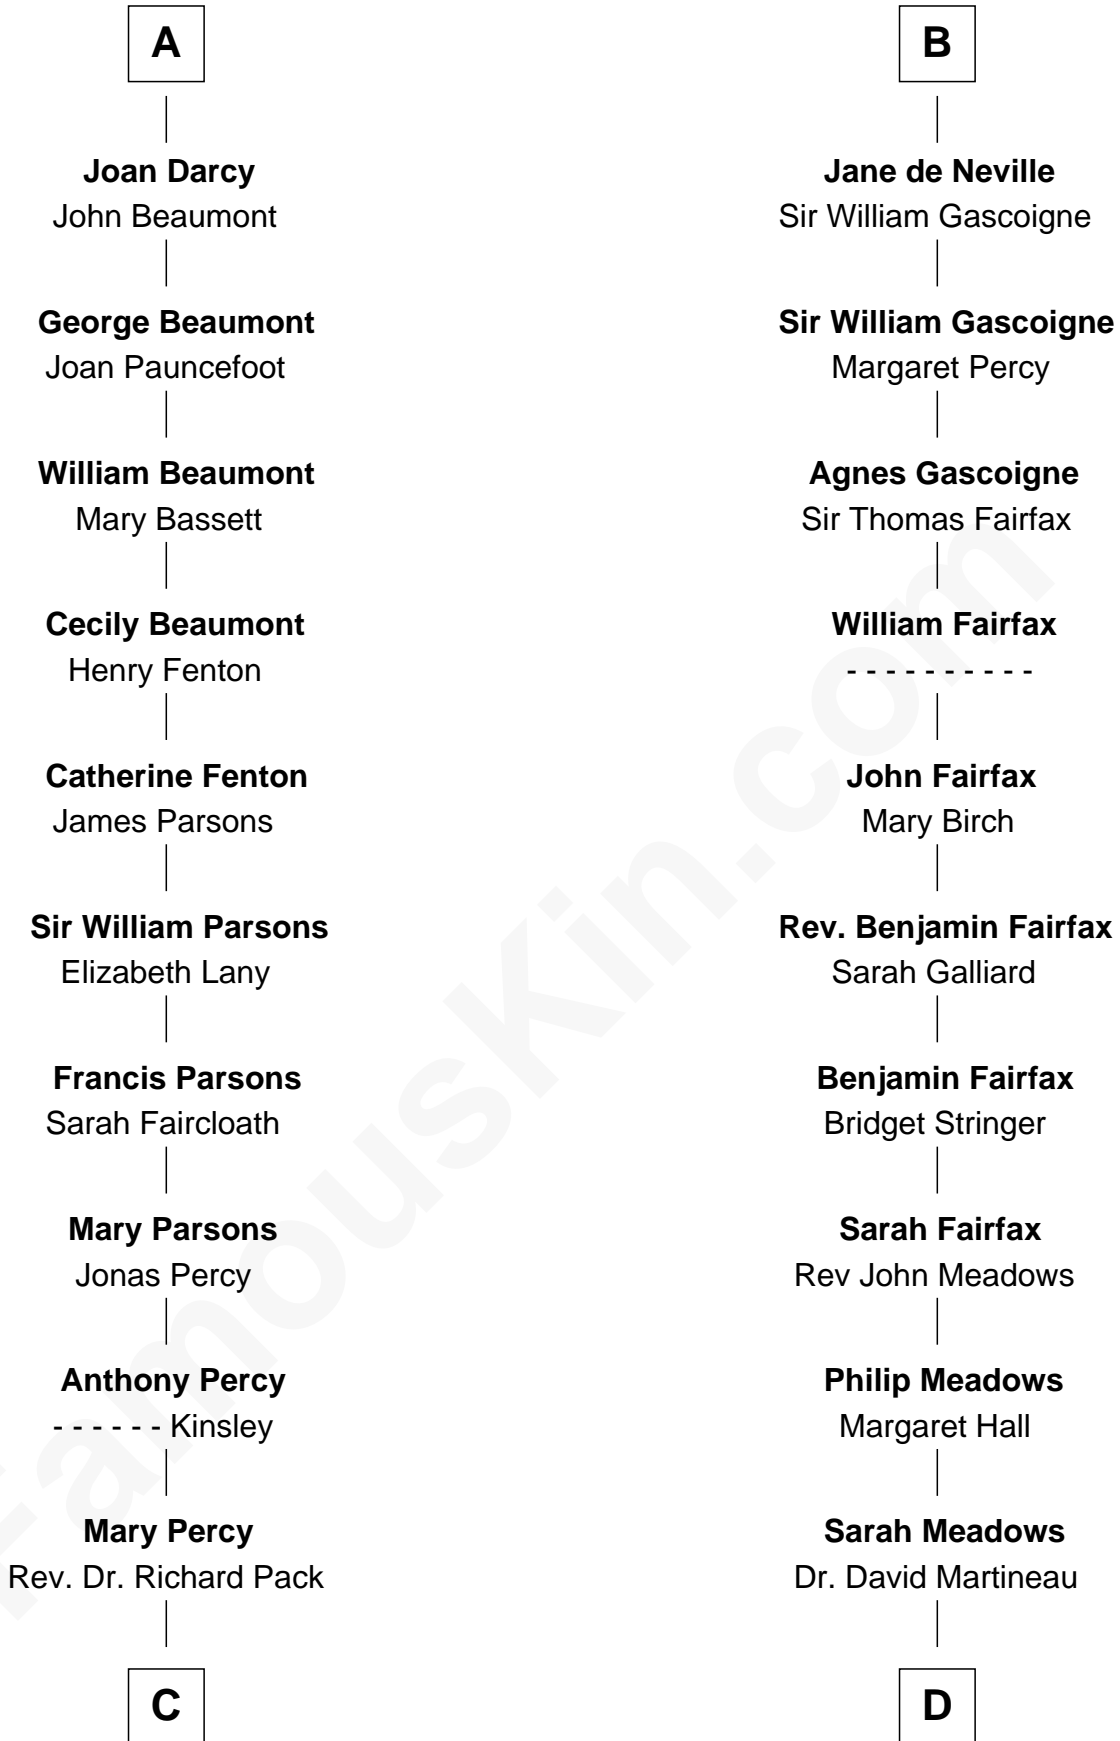 A
Joan Darcy
John Beaumont
George Beaumont
Joan Pauncefoot
William Beaumont
Mary Bassett
Cecily Beaumont
Henry Fenton
Catherine Fenton
James Parsons
Sir William Parsons
Elizabeth Lany
Francis Parsons
Sarah Faircloath
Mary Parsons
Jonas Percy
Anthony Percy
- - - - - - Kinsley
Mary Percy
Rev. Dr. Richard Pack
C
B
Jane de Neville
Sir William Gascoigne
Sir William Gascoigne
Margaret Percy
Agnes Gascoigne
Sir Thomas Fairfax
William Fairfax
- - - - - - - - - -
John Fairfax
Mary Birch
Rev. Benjamin Fairfax
Sarah Galliard
Benjamin Fairfax
Bridget Stringer
Sarah Fairfax
Rev John Meadows
Philip Meadows
Margaret Hall
Sarah Meadows
Dr. David Martineau
D
FamousKin.com